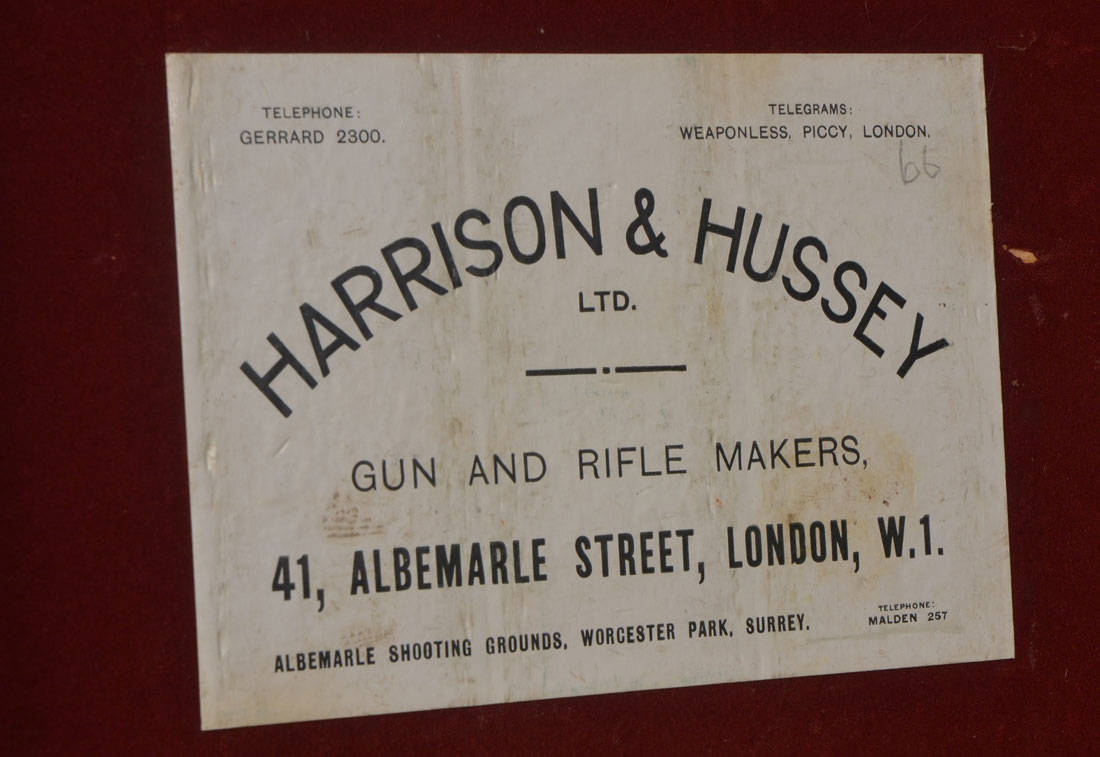 TELEPHONE:
GERRARD 2300.
TELEGRAMS:
WEAPONLESS, PICCY, LONDON.
66
HARRISON & HUSSEY
LTD.
GUN AND RIFLE MAKERS,
41, ALBEMARLE STREET, LONDON, W.1.
ALBEMARLE SHOOTING GROUNDS, WORCESTER PARK, SURREY.
TELEPHONE:
MALDEN 257